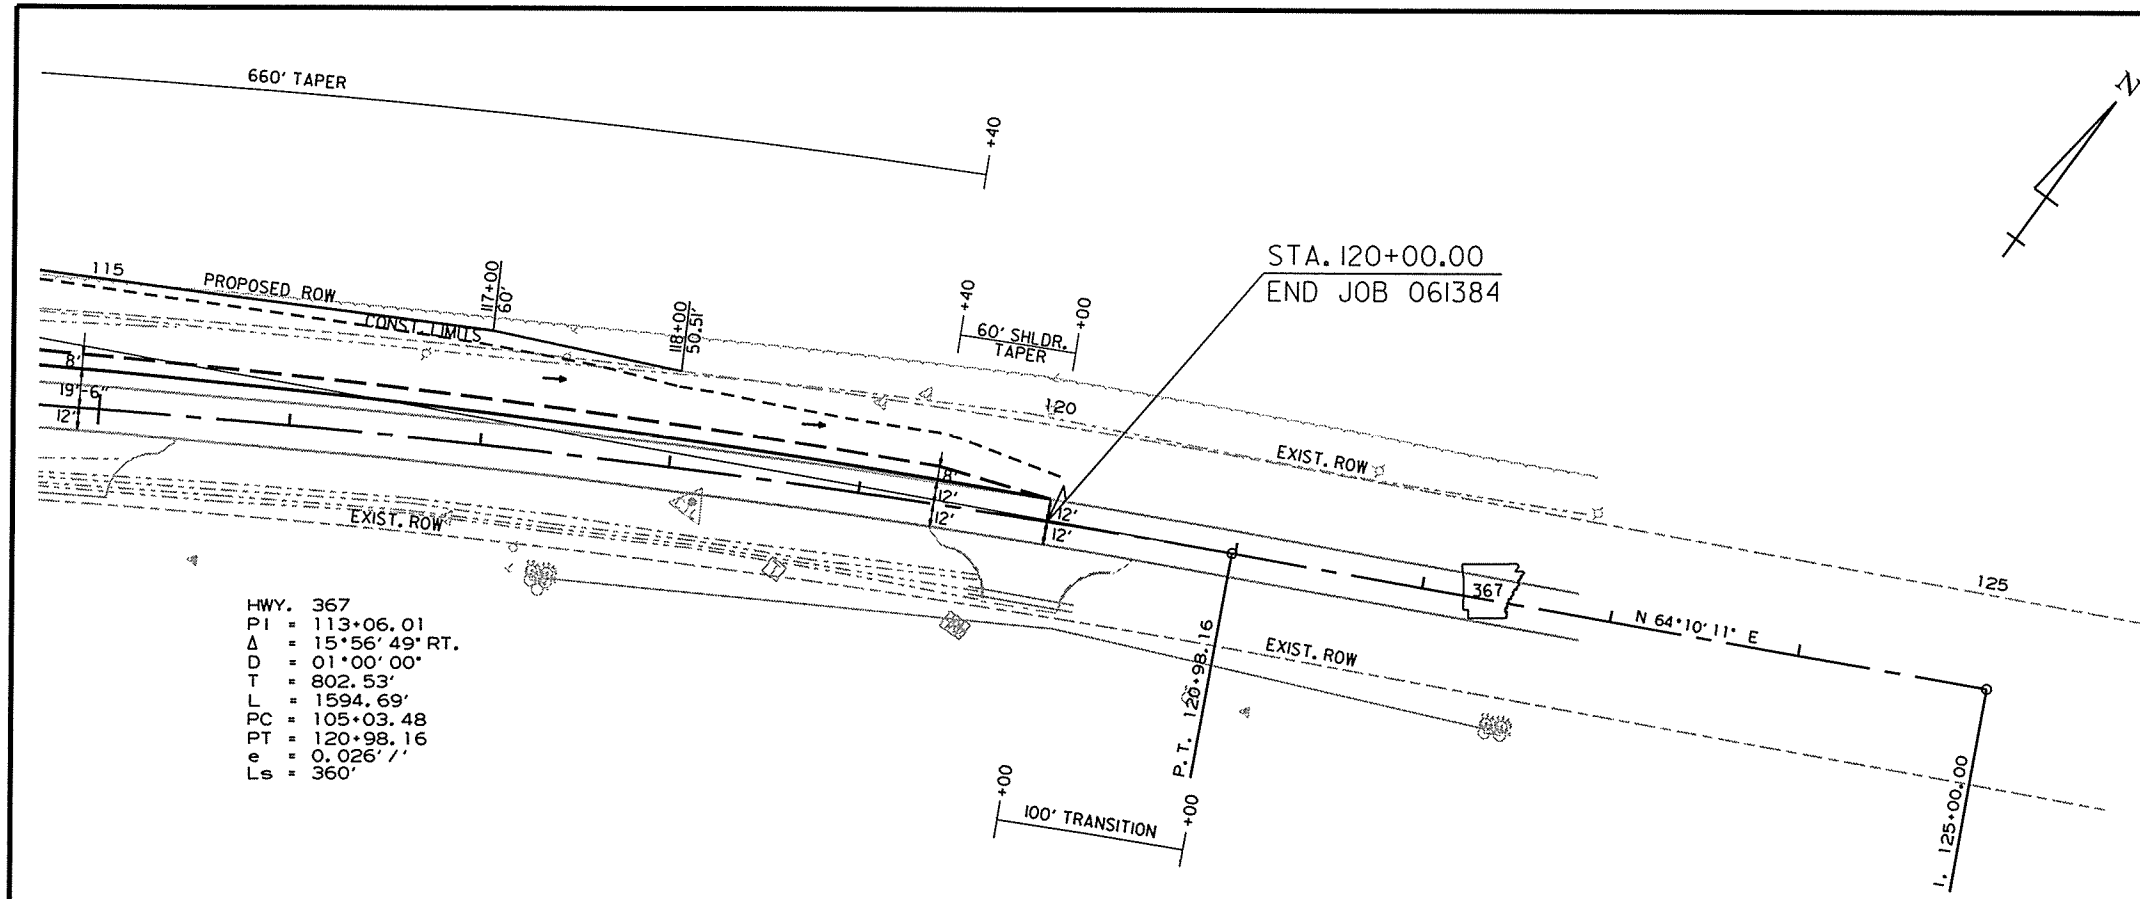 N
660' TAPER
+40
STA. 120+00.00
END JOB 061384
115
PROPOSED ROW
117+00
60'
CONST. LIMITS
118+00
50.51'
+40
60' SHLDR.
TAPER
+00
120
8'
19'-6"
12'
8'
12'
12'
12'
12'
EXIST. ROW
EXIST. ROW
367
N 64°10'11" E
125
EXIST. ROW
HWY. 367
PI = 113+06.01
Δ = 15°56'49" RT.
D = 01°00'00"
T = 802.53'
L = 1594.69'
PC = 105+03.48
PT = 120+98.16
e = 0.026'/'
Ls = 360'
P.T. 120+98.16
+00
100' TRANSITION
+00
I. 125+00.00